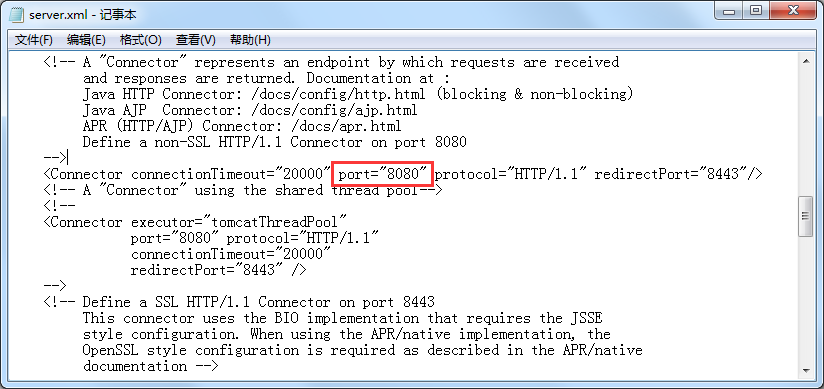 server.xml - 记事本
文件(F) 编辑(E) 格式(O) 查看(V) 帮助(H)
<!-- A "Connector" represents an endpoint by which requests are received
and responses are returned. Documentation at :
Java HTTP Connector: /docs/config/http.html (blocking & non-blocking)
Java AJP  Connector: /docs/config/ajp.html
APR (HTTP/AJP) Connector: /docs/apr.html
Define a non-SSL HTTP/1.1 Connector on port 8080
-->
<Connector connectionTimeout="20000" port="8080" protocol="HTTP/1.1" redirectPort="8443"/>
<!-- A "Connector" using the shared thread pool-->
<!--
<Connector executor="tomcatThreadPool"
port="8080" protocol="HTTP/1.1"
connectionTimeout="20000"
redirectPort="8443" />
-->
<!-- Define a SSL HTTP/1.1 Connector on port 8443
This connector uses the BIO implementation that requires the JSSE
style configuration. When using the APR/native implementation, the
OpenSSL style configuration is required as described in the APR/native
documentation -->